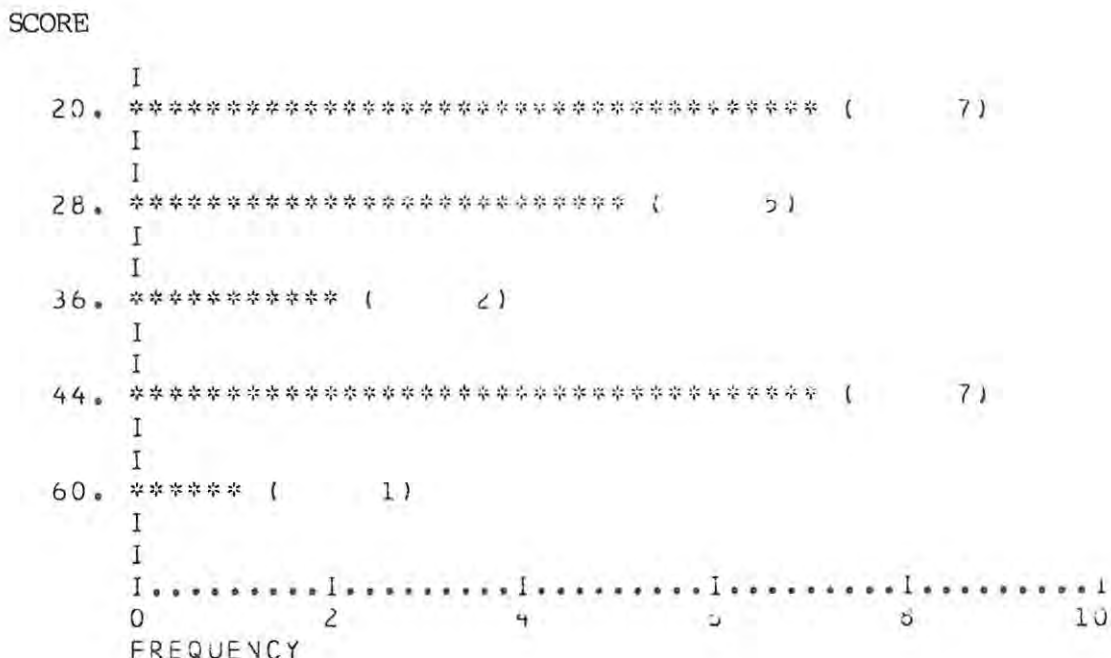 SCORE
I
20. ************************************ ( 7)
I
I
28. ************************** ( 5)
I
I
36. *********** ( 2)
I
I
44. ************************************ ( 7)
I
I
60. ****** ( 1)
I
I
I.........I.........I.........I.........I.........I
0 2 4 6 8 10
FREQUENCY